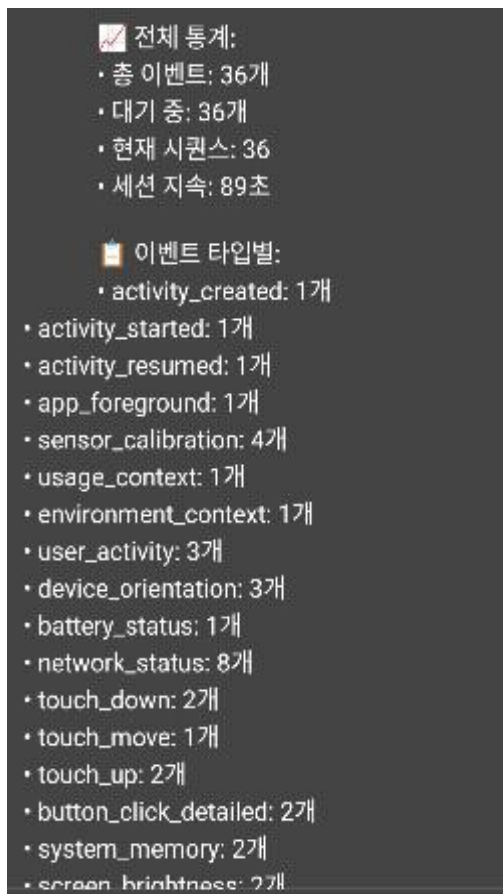 📈 전체 통계:
• 총 이벤트: 36개
• 대기 중: 36개
• 현재 시퀀스: 36
• 세션 지속: 89초
📋 이벤트 타입별:
• activity_created: 1개
• activity_started: 1개
• activity_resumed: 1개
• app_foreground: 1개
• sensor_calibration: 4개
• usage_context: 1개
• environment_context: 1개
• user_activity: 3개
• device_orientation: 3개
• battery_status: 1개
• network_status: 8개
• touch_down: 2개
• touch_move: 1개
• touch_up: 2개
• button_click_detailed: 2개
• system_memory: 2개
• screen_brightness: 2개